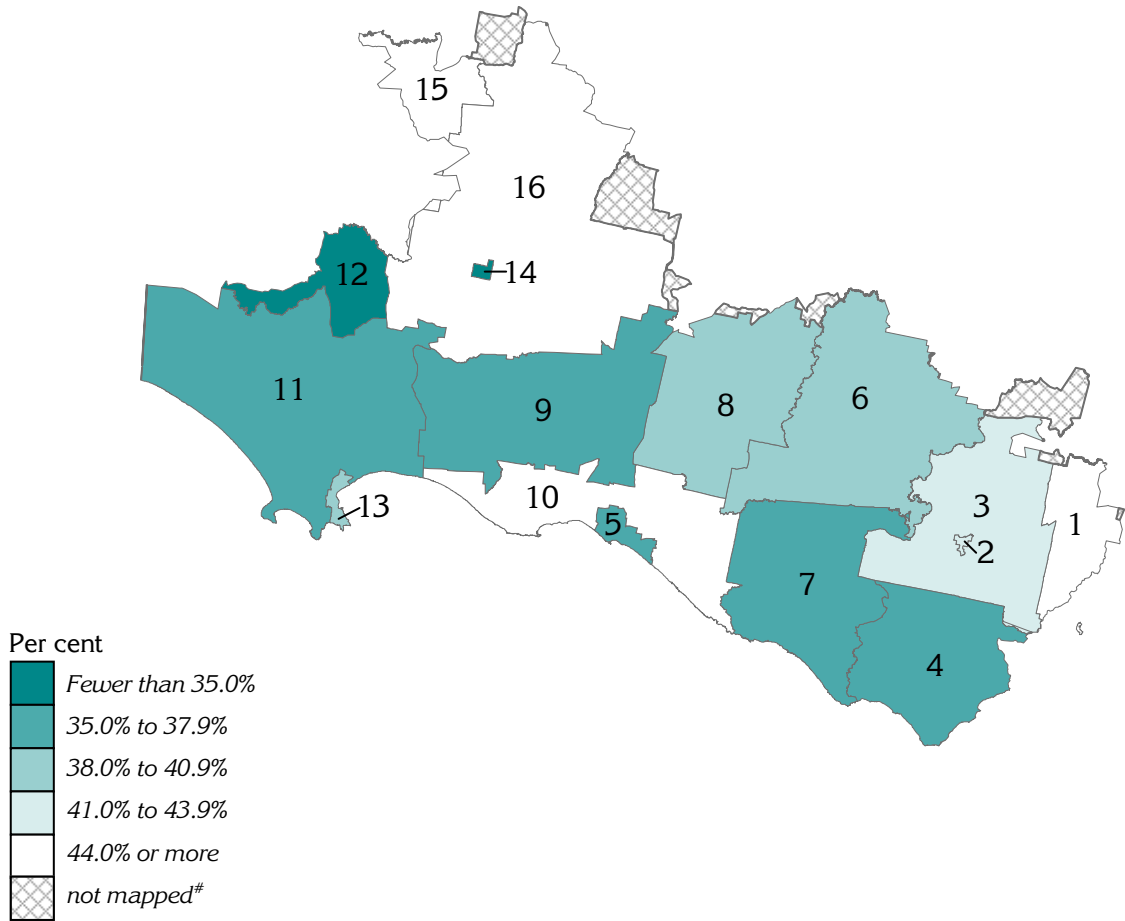 15
16
12
14
11
9
8
6
10
13
5
3
1
2
7
4
Per cent
Fewer than 35.0%
35.0% to 37.9%
38.0% to 40.9%
41.0% to 43.9%
44.0% or more
not mapped#